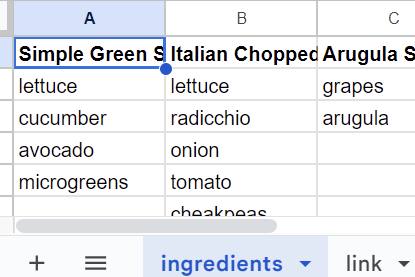 A B C
Simple Green S Italian Chopped Arugula S
lettuce lettuce grapes
cucumber radicchio arugula
avocado onion
microgreens tomato
cheakpeas
+ ingredients link